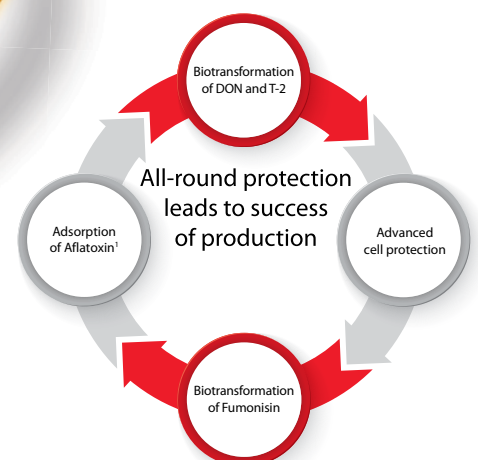 Biotransformation
of DON and T-2
All-round protection
leads to success
of production
Adsorption
of Aflatoxin¹
Advanced
cell protection
Biotransformation
of Fumonisin